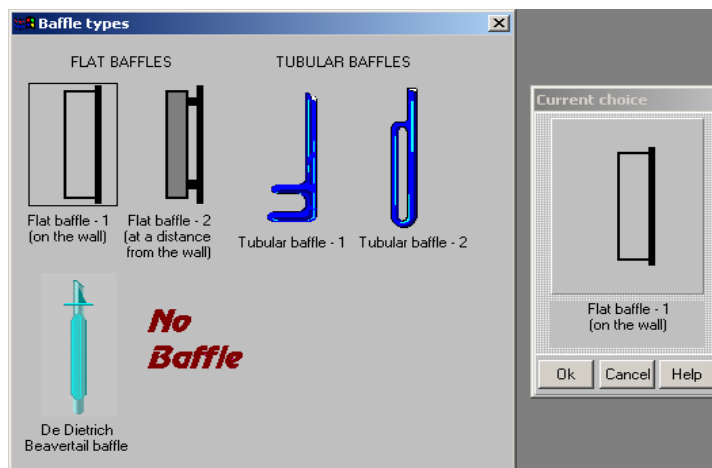 Baffle types
FLAT BAFFLES
TUBULAR BAFFLES
Flat baffle - 1
(on the wall)
Flat baffle - 2
(at a distance
from the wall)
Tubular baffle - 1
Tubular baffle - 2
De Dietrich
Beavertail baffle
No
Baffle
Current choice
Flat baffle - 1
(on the wall)
Ok
Cancel
Help